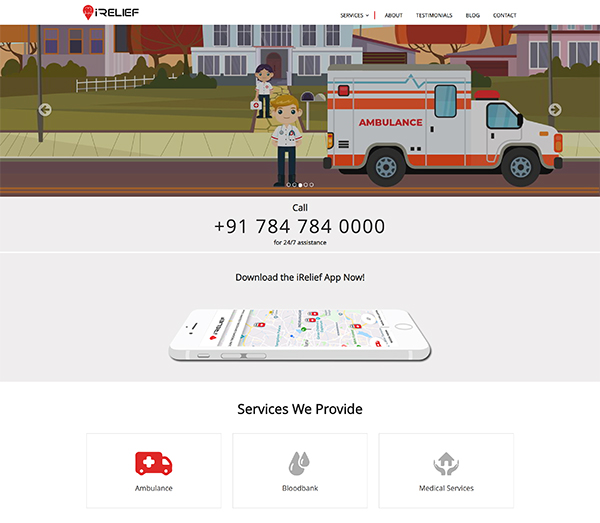 iRELIEF
SERVICES
ABOUT
TESTIMONIALS
BLOG
CONTACT
AMBULANCE
Call
+91 784 784 0000
for 24/7 assistance
Download the iRelief App Now!
iRELIEF
Services We Provide
Ambulance
Bloodbank
Medical Services